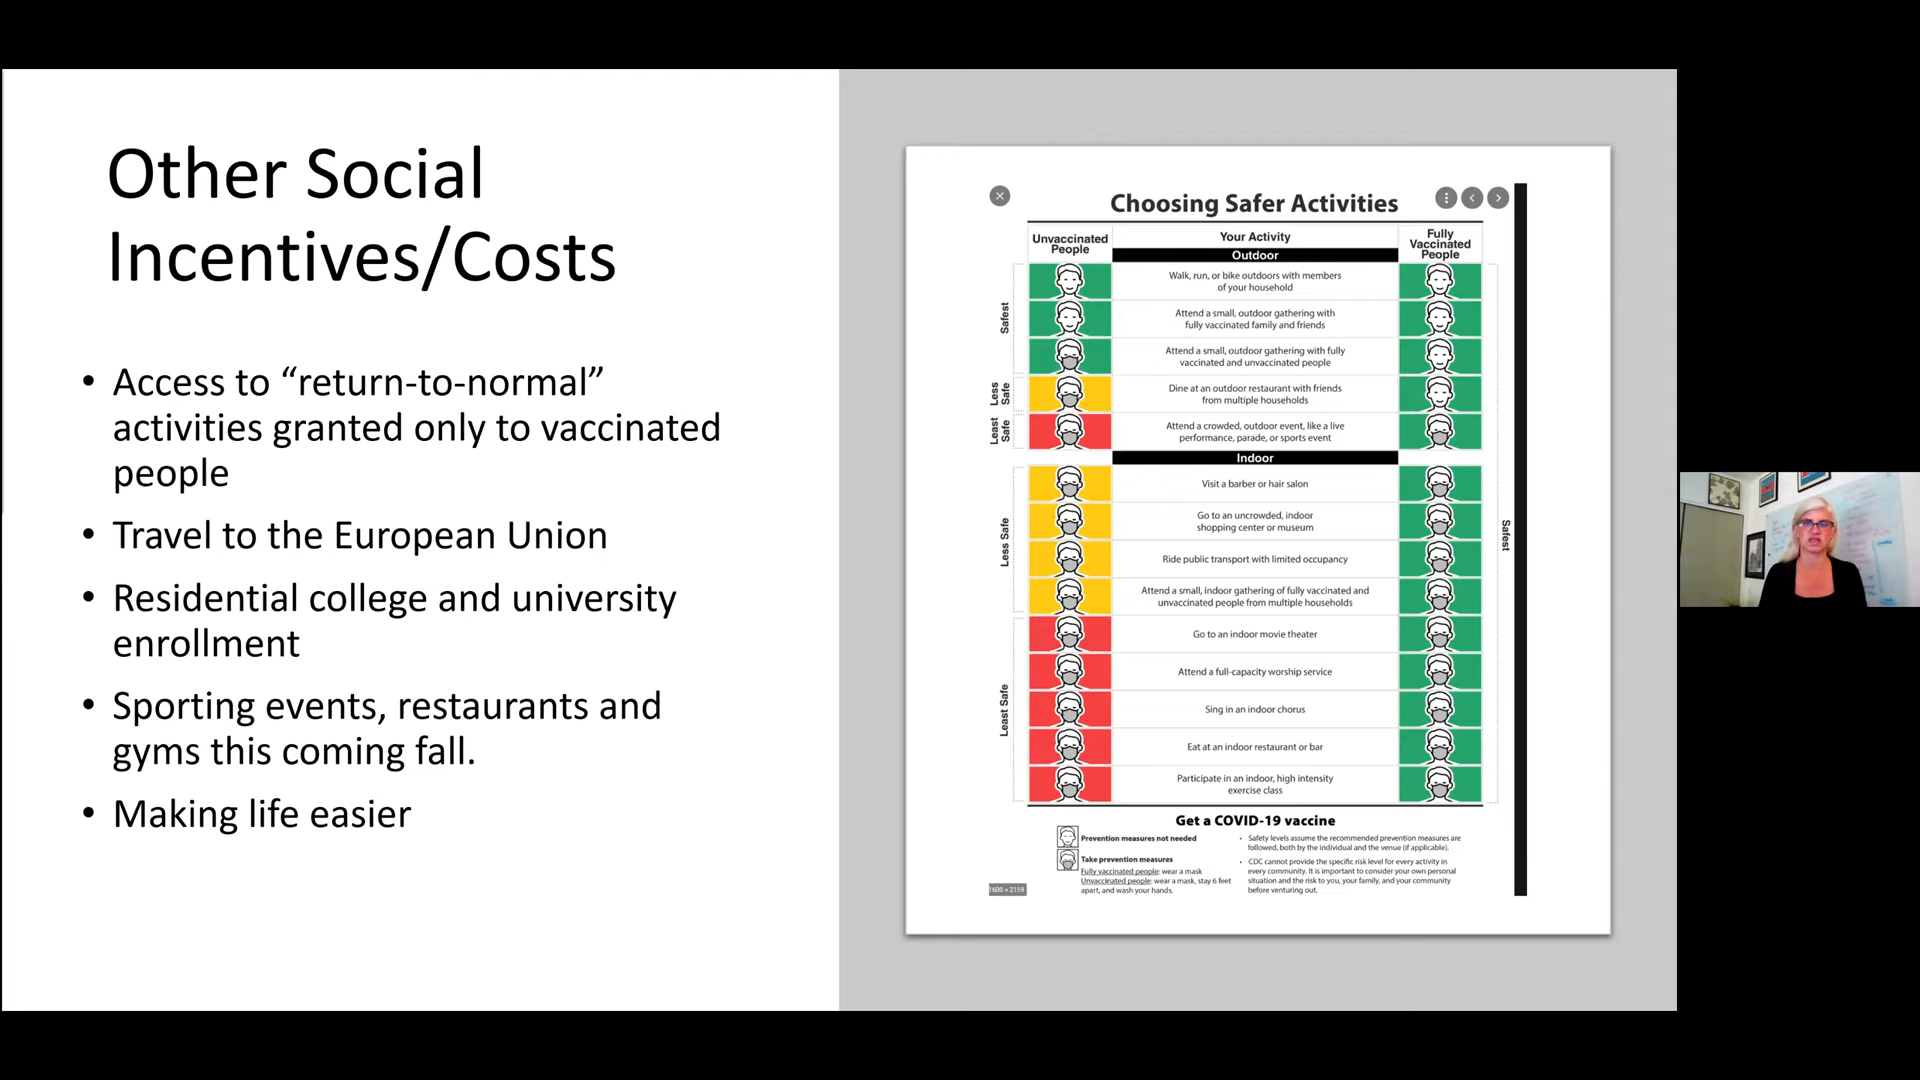 Other Social
Incentives/Costs
• Access to “return-to-normal”
activities granted only to vaccinated
people
• Travel to the European Union
• Residential college and university
enrollment
• Sporting events, restaurants and
gyms this coming fall.
• Making life easier
Choosing Safer Activities
Unvaccinated
People
Your Activity
Fully
Vaccinated
People
Outdoor
Safest
Walk, run, or bike outdoors with members
of your household
Attend a small, outdoor gathering with
fully vaccinated family and friends
Attend a small, outdoor gathering with fully
vaccinated and unvaccinated people
Less
Safe
Dine at an outdoor restaurant with friends
from multiple households
Least
Safe
Attend a crowded, outdoor event, like a live
performance, parade, or sports event
Indoor
Less Safe
Visit a barber or hair salon
Go to an uncrowded, indoor
shopping center or museum
Ride public transport with limited occupancy
Attend a small, indoor gathering of fully vaccinated and
unvaccinated people from multiple households
Least Safe
Go to an indoor movie theater
Attend a full-capacity worship service
Sing in an indoor chorus
Eat at an indoor restaurant or bar
Participate in an indoor, high intensity
exercise class
Safest
Get a COVID-19 vaccine
Prevention measures not needed
Take prevention measures
Fully vaccinated people: wear a mask
Unvaccinated people: wear a mask, stay 6 feet
apart, and wash your hands.
• Safety levels assume the recommended prevention measures are
followed, both by the individual and the venue (if applicable).
• CDC cannot provide the specific risk level for every activity in
every community. It is important to consider your own personal
situation and the risk to you, your family, and your community
before venturing out.
1600 × 2159